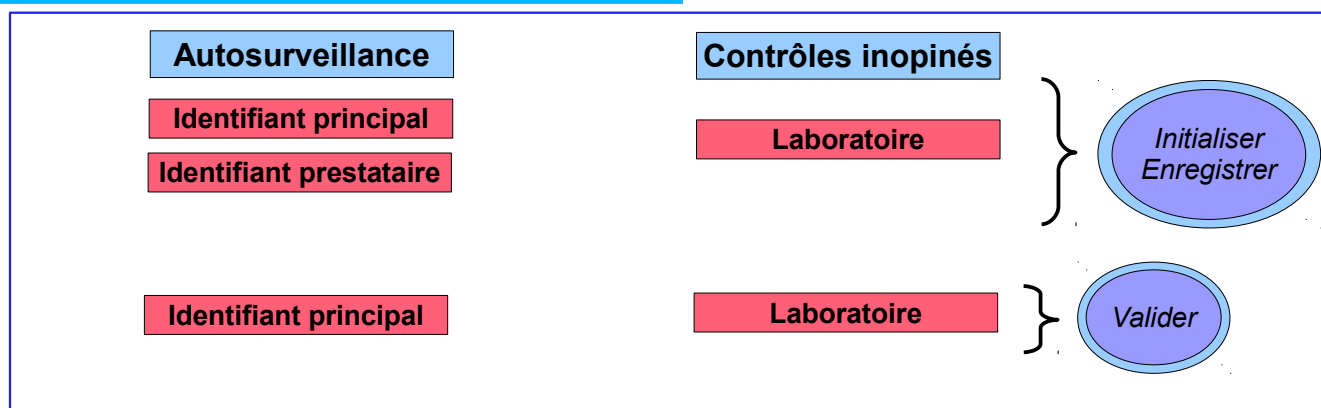 Autosurveillance
Contrôles inopinés
Identifiant principal
Laboratoire
Identifiant prestataire
Initialiser
Enregistrer
Identifiant principal
Laboratoire
Valider